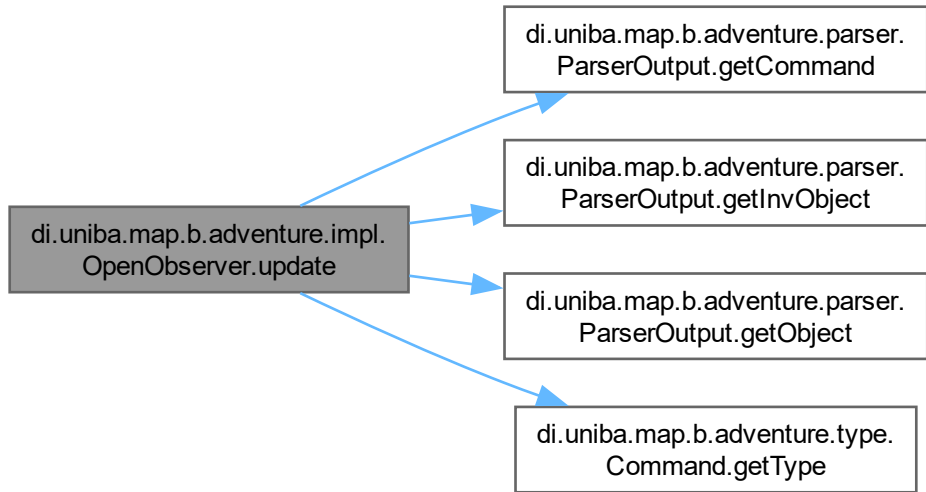 di.uniba.map.b.adventure.impl.
OpenObserver.update
di.uniba.map.b.adventure.parser.
ParserOutput.getCommand
di.uniba.map.b.adventure.parser.
ParserOutput.getInvObject
di.uniba.map.b.adventure.parser.
ParserOutput.getObject
di.uniba.map.b.adventure.type.
Command.getType